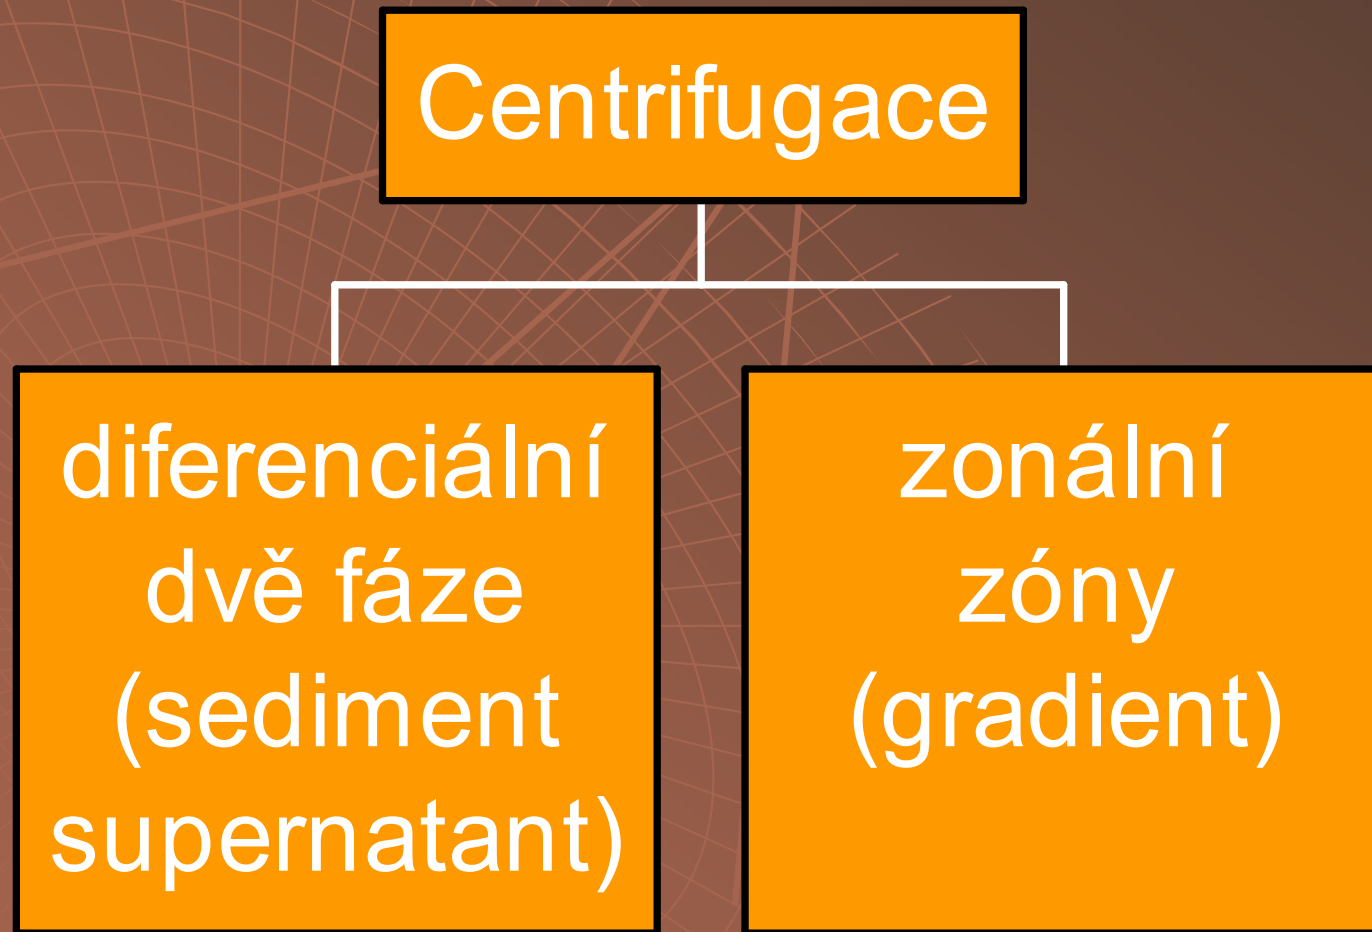 Centrifugace
diferenciální
dvě fáze
(sediment
supernatant)
zonální
zóny
(gradient)